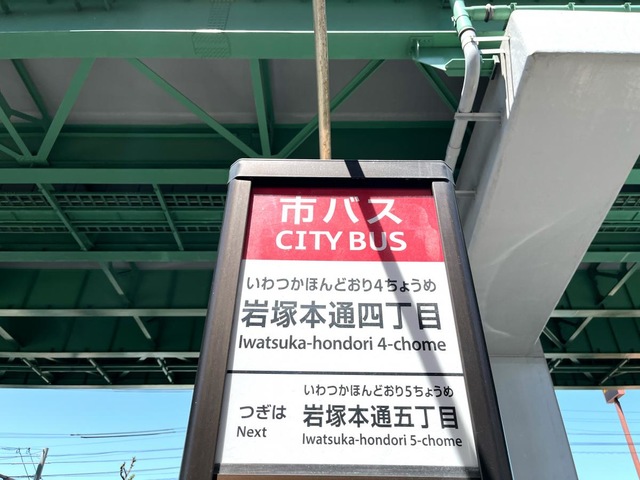 市バス
CITY BUS
いわつかほんどおり4ちょうめ
岩塚本通四丁目
Iwatsuka-hondori 4-chome
つぎは
Next
いわつかほんどおり5ちょうめ
岩塚本通五丁目
Iwatsuka-hondori 5-chome